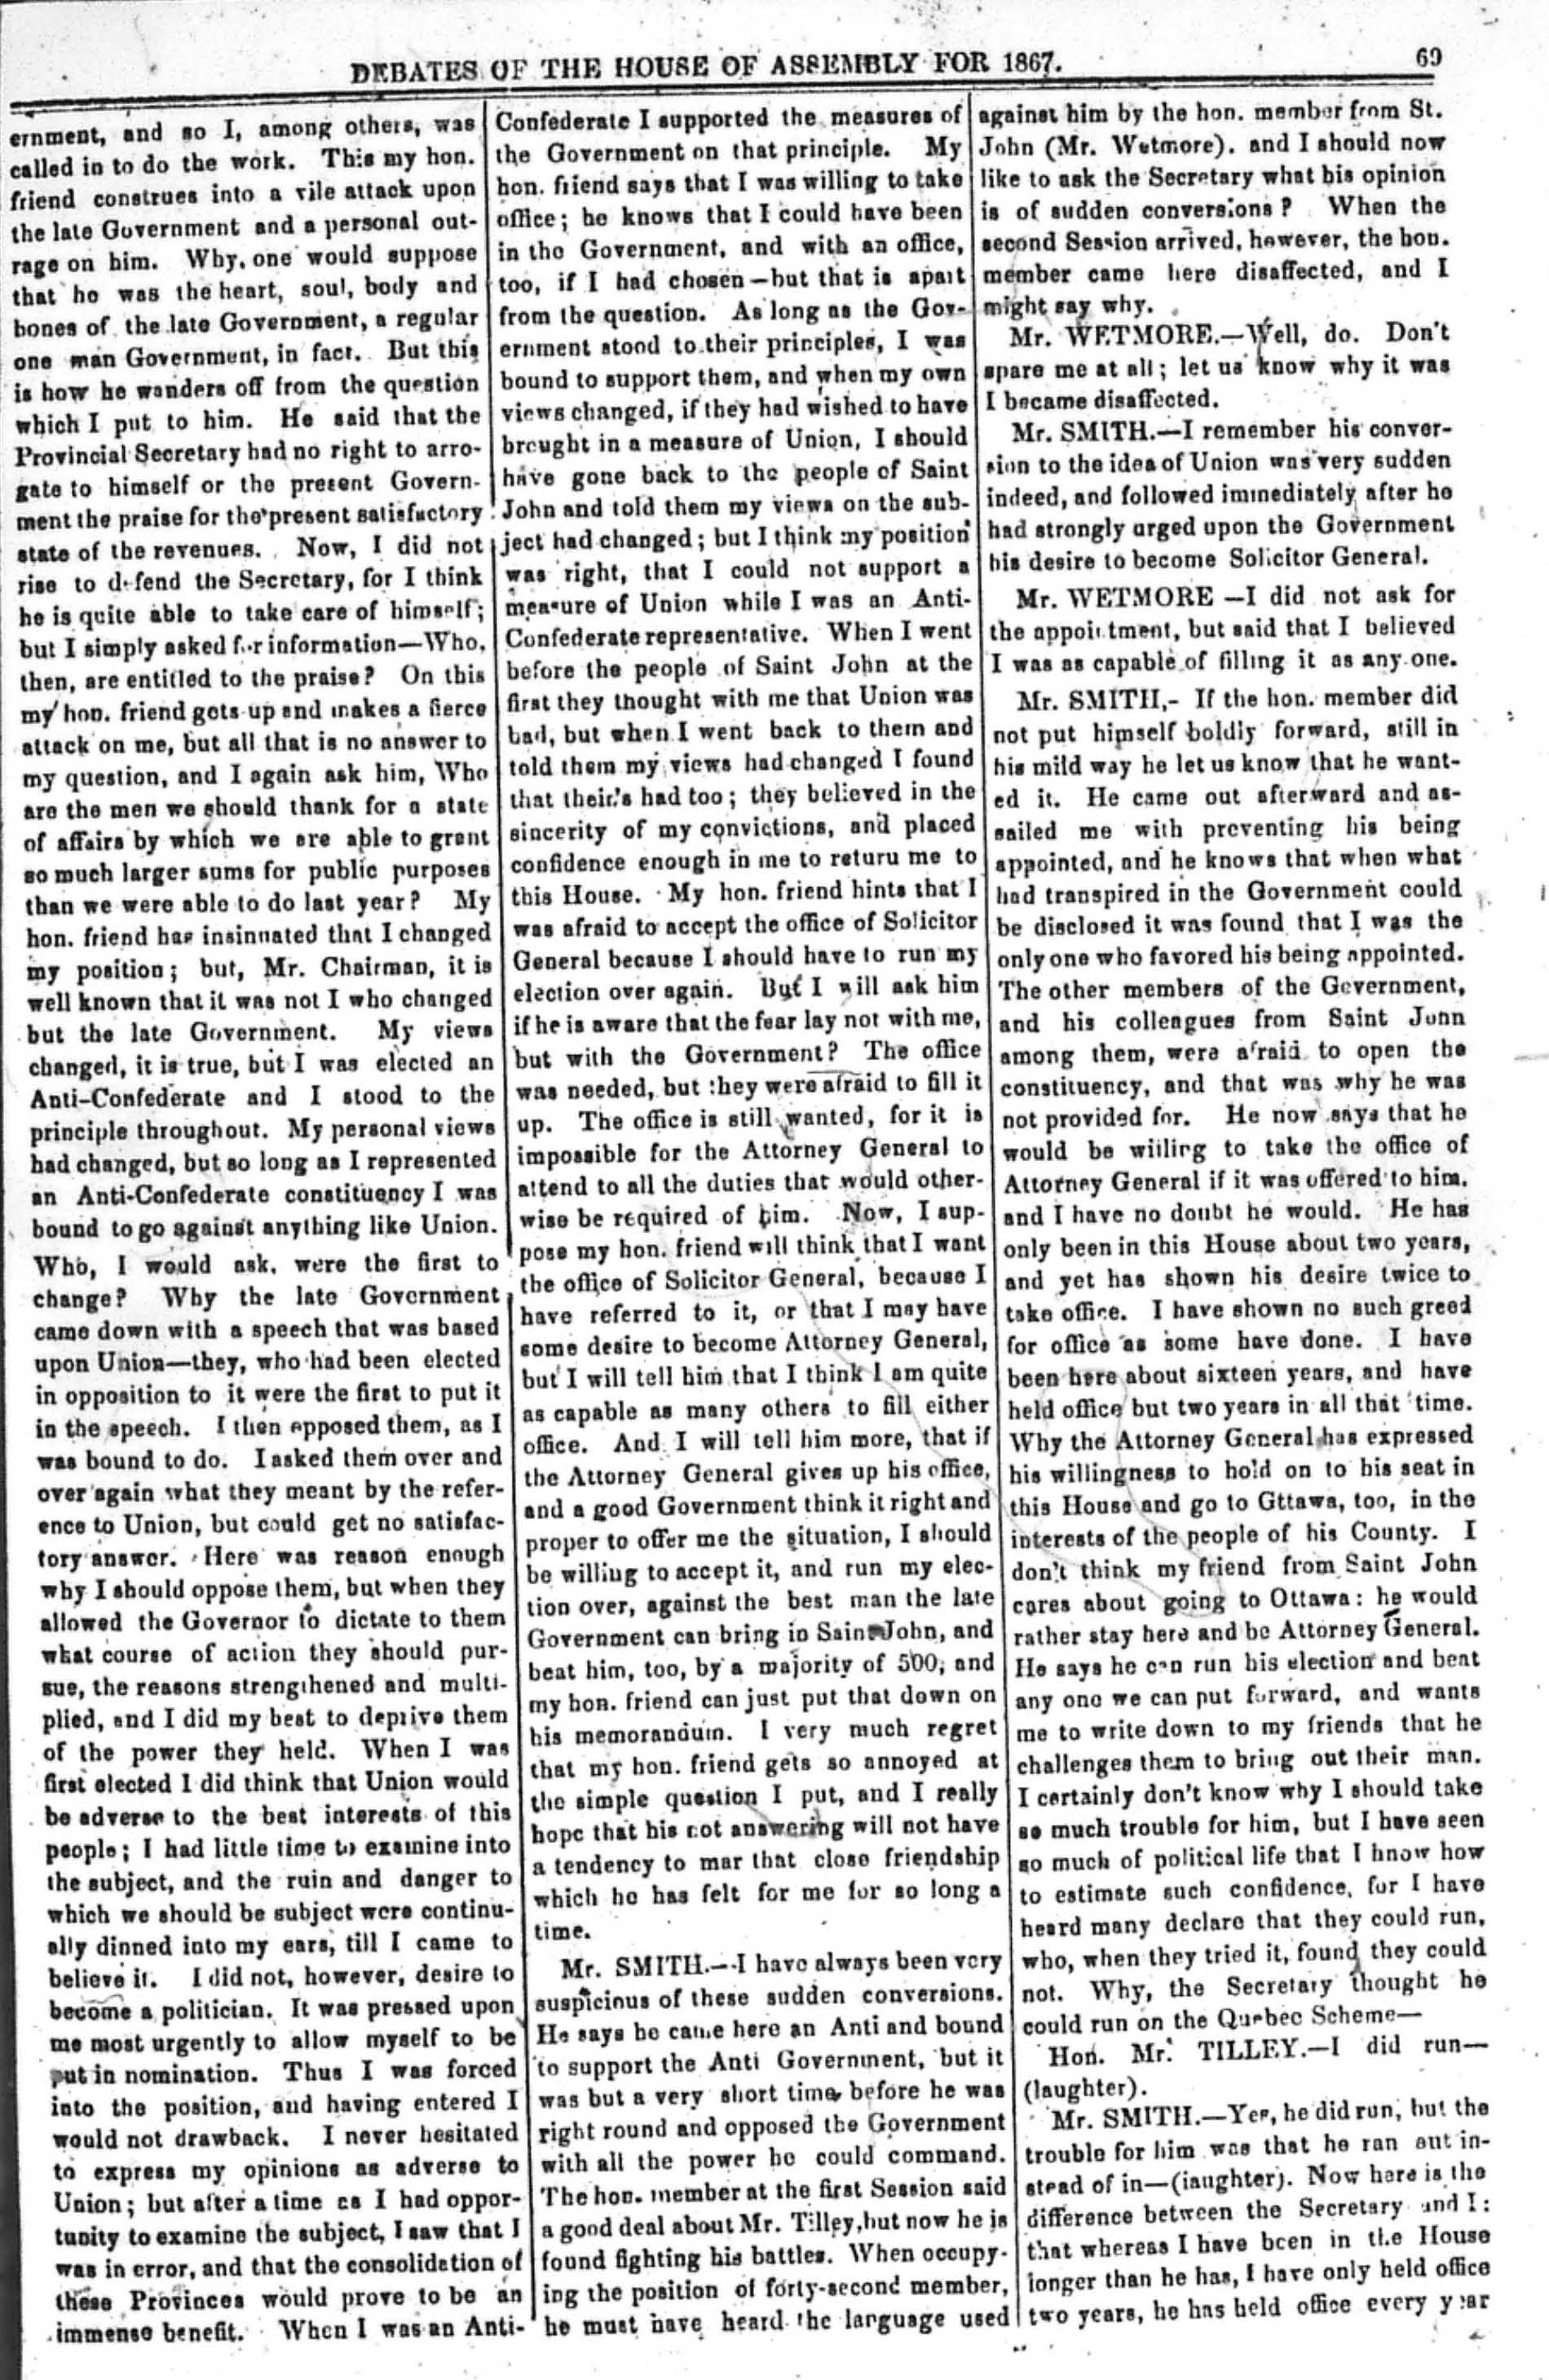 DEBATES OF THE HOUSE OF ASSEMBLY FOR 1867.
69
ernment, and so I, among others, was
called in to do the work. This my hon.
friend construes into a vile attack upon
the late Government and a personal out-
rage on him. Why, one would suppose
that he was the heart, soul, body and
bones of the late Government, a regular
one man Government, in fact. But this
is how he wanders off from the question
which I put to him. He said that the
Provincial Secretary had no right to arro-
gate to himself or the present Govern-
ment the praise for the present satisfactory
state of the revenues. Now, I did not
rise to defend the Secretary, for I think
he is quite able to take care of himself;
but I simply asked for information—Who,
then, are entitled to the praise? On this
my hon. friend gets up and makes a fierce
attack on me, but all that is no answer to
my question, and I again ask him, Who
are the men we should thank for a state
of affairs by which we are able to grant
so much larger sums for public purposes
than we were able to do last year? My
hon. friend has insinuated that I changed
my position; but, Mr. Chairman, it is
well known that it was not I who changed
but the late Government. My views
changed, it is true, but I was elected an
Anti-Confederate and I stood to the
principle throughout. My personal views
had changed, but so long as I represented
an Anti-Confederate constituency I was
bound to go against anything like Union.
Who, I would ask, were the first to
change? Why the late Government
came down with a speech that was based
upon Union—they, who had been elected
in opposition to it were the first to put it
in the speech. I then opposed them, as I
was bound to do. I asked them over and
over again what they meant by the refer-
ence to Union, but could get no satisfac-
tory answer. Here was reason enough
why I should oppose them, but when they
allowed the Governor to dictate to them
what course of action they should pur-
sue, the reasons strengthened and multi-
plied, and I did my best to deprive them
of the power they held. When I was
first elected I did think that Union would
be adverse to the best interests of this
people; I had little time to examine into
the subject, and the ruin and danger to
which we should be subject were continu-
ally dinned into my ears, till I came to
believe it. I did not, however, desire to
become a politician. It was pressed upon
me most urgently to allow myself to be
put in nomination. Thus I was forced
into the position, and having entered I
would not drawback. I never hesitated
to express my opinions as adverse to
Union; but after a time as I had oppor-
tunity to examine the subject, I saw that I
was in error, and that the consolidation of
these Provinces would prove to be an
immense benefit. When I was an Anti-
Confederate I supported the measures of
the Government on that principle. My
hon. friend says that I was willing to take
office; he knows that I could have been
in the Government, and with an office,
too, if I had chosen—but that is apart
from the question. As long as the Gov-
ernment stood to their principles, I was
bound to support them, and when my own
views changed, if they had wished to have
brought in a measure of Union, I should
have gone back to the people of Saint
John and told them my views on the sub-
ject had changed; but I think my position
was right, that I could not support a
measure of Union while I was an Anti-
Confederate representative. When I went
before the people of Saint John at the
first they thought with me that Union was
bad, but when I went back to them and
told them my views had changed I found
that their's had too; they believed in the
sincerity of my convictions, and placed
confidence enough in me to returu me to
this House. My hon. friend hints that I
was afraid to accept the office of Solicitor
General because I should have to run my
election over again. But I will ask him
if he is aware that the fear lay not with me,
but with the Government? The office
was needed, but they were afraid to fill it
up. The office is still wanted, for it is
impossible for the Attorney General to
attend to all the duties that would other-
wise be required of him. Now, I sup-
pose my hon. friend will think that I want
the office of Solicitor General, because I
have referred to it, or that I may have
some desire to become Attorney General,
but I will tell him that I think I am quite
as capable as many others to fill either
office. And I will tell him more, that if
the Attorney General gives up his office,
and a good Government think it right and
proper to offer me the situation, I should
be williug to accept it, and run my elec-
tion over, against the best man the late
Government can bring in Saint John, and
beat him, too, by a majority of 500, and
my hon. friend can just put that down on
his memorandum. I very much regret
that my hon. friend gets so annoyed at
the simple question I put, and I really
hope that his not answering will not have
a tendency to mar that close friendship
which he has felt for me for so long a
time.
Mr. SMITH.—I have always been very
suspicious of these sudden conversions.
He says he came here an Anti and bound
to support the Anti Government, but it
was but a very short time before he was
right round and opposed the Government
with all the power he could command.
The hon. member at the first Session said
a good deal about Mr. Tilley, but now he is
found fighting his battles. When occupy-
ing the position of forty-second member,
he must have heard the language used
against him by the hon. member from St.
John (Mr. Wetmore). and I should now
like to ask the Secretary what his opinion
is of sudden conversions? When the
second Session arrived, however, the hon.
member came here disaffected, and I
might say why.
Mr. WETMORE.—Well, do. Don't
spare me at all; let us know why it was
I became disaffected.
Mr. SMITH.—I remember his conver-
sion to the idea of Union was very sudden
indeed, and followed immediately after he
had strongly urged upon the Government
his desire to become Solicitor General.
Mr. WETMORE—I did not ask for
the appointment, but said that I believed
I was as capable of filling it as any one.
Mr. SMITH,- If the hon. member did
not put himself boldly forward, still in
his mild way he let us know that he want-
ed it. He came out afterward and as-
sailed me with preventing his being
appointed, and he knows that when what
had transpired in the Government could
be disclosed it was found that I was the
only one who favored his being appointed.
The other members of the Government,
and his colleagues from Saint John
among them, were afraid to open the
constituency, and that was why he was
not provided for. He now says that he
would be willing to take the office of
Attorney General if it was offered to him,
and I have no doubt he would. He has
only been in this House about two years,
and yet has shown his desire twice to
take office. I have shown no such greed
for office as some have done. I have
been here about sixteen years, and have
held office but two years in all that time.
Why the Attorney General has expressed
his willingness to hold on to his seat in
this House and go to Gttawa, too, in the
interests of the people of his County. I
don't think my friend from Saint John
cares about going to Ottawa: he would
rather stay here and be Attorney General.
He says he can run his election and beat
any one we can put forward, and wants
me to write down to my friends that he
challenges them to bring out their man.
I certainly don't know why I should take
so much trouble for him, but I have seen
so much of political life that I hnow how
to estimate such confidence, for I have
heard many declare that they could run,
who, when they tried it, found they could
not. Why, the Secretary thought he
could run on the Quebec Scheme—
Hon. Mr. TILLEY.—I did run—
(laughter).
Mr. SMITH.—Yes, he did run, but the
trouble for him was that he ran out in-
stead of in—(laughter). Now here is the
difference between the Secretary and I:
that whereas I have been in the House
longer than he has, I have only held office
two years, he has held office every year